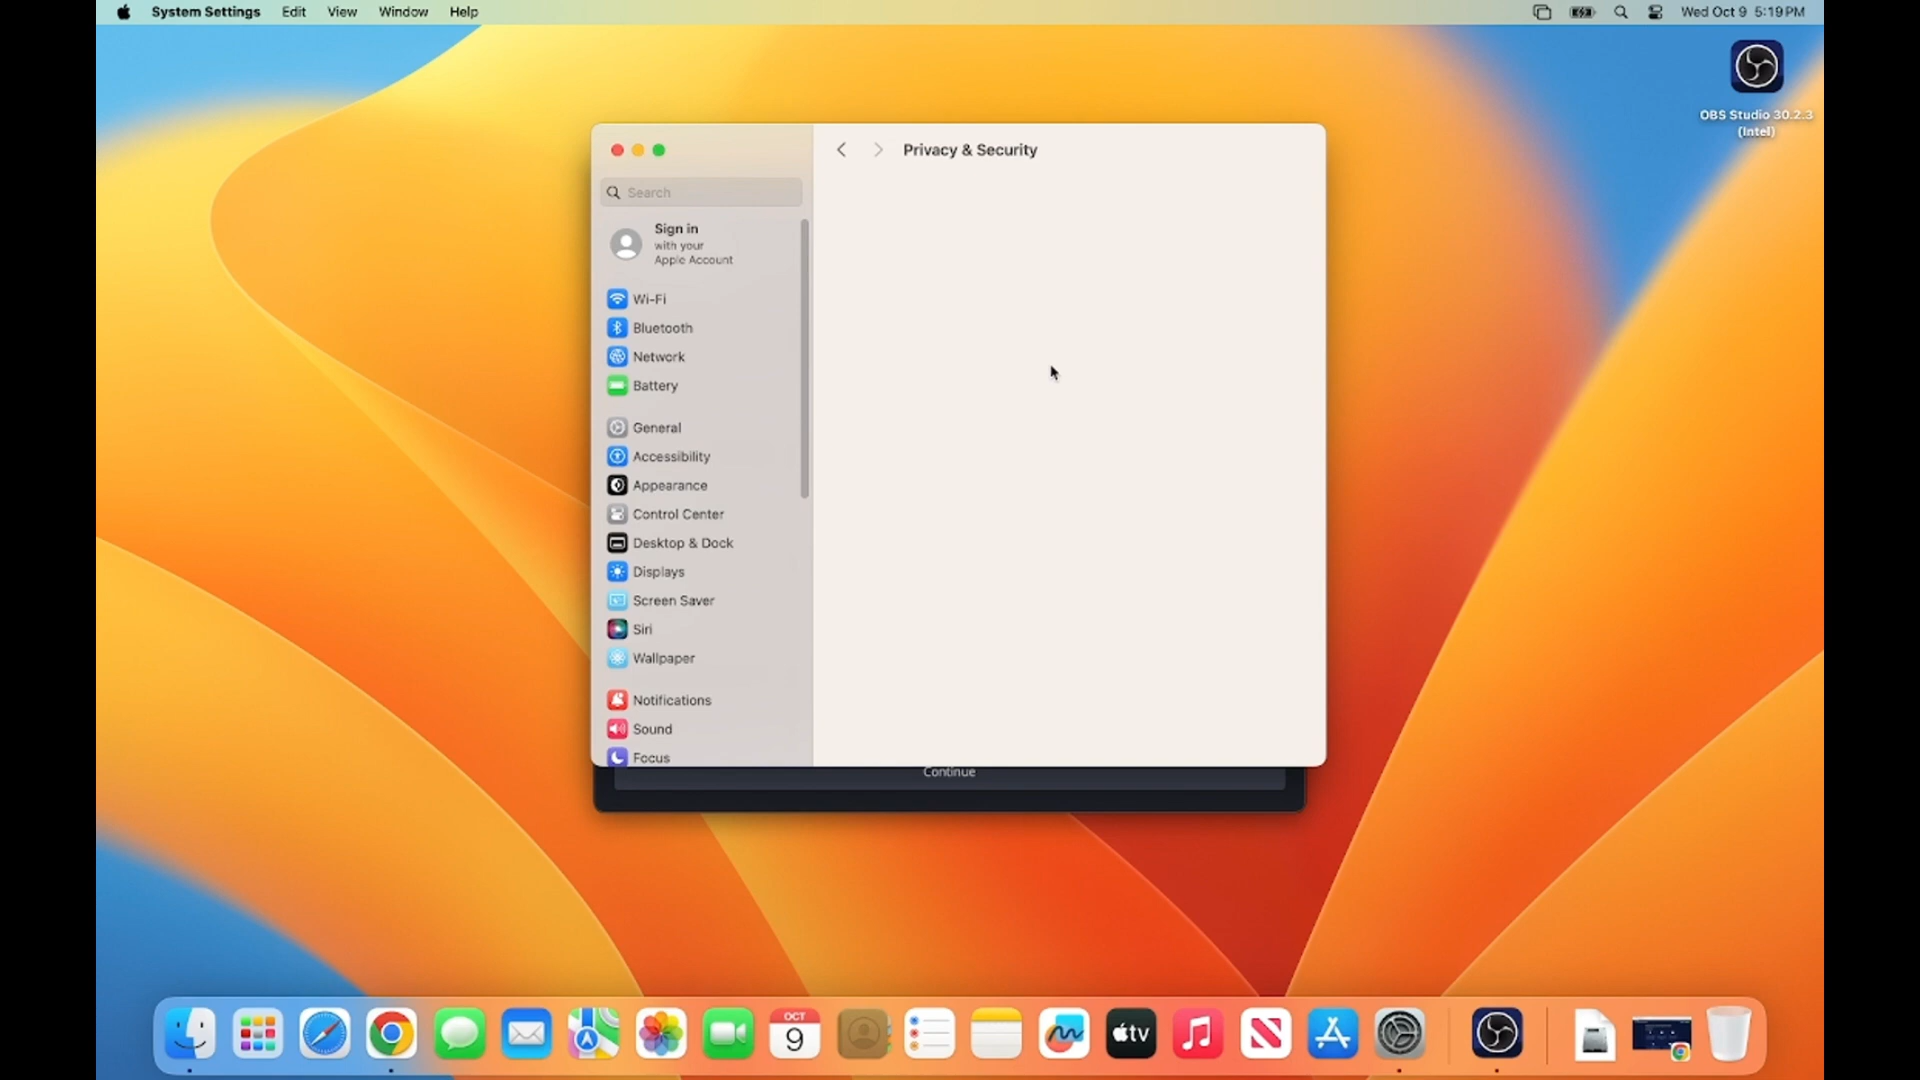 System Settings Edit View Window Help
Wed Oct 9 5:19 PM
OBS Studio 30.2.3
(Intel)
Privacy & Security
Search
Sign in
with your
Apple Account
Wi-Fi
Bluetooth
Network
Battery
General
Accessibility
Appearance
Control Center
Desktop & Dock
Displays
Screen Saver
Siri
Wallpaper
Notifications
Sound
Focus
Continue
OCT
9
tv